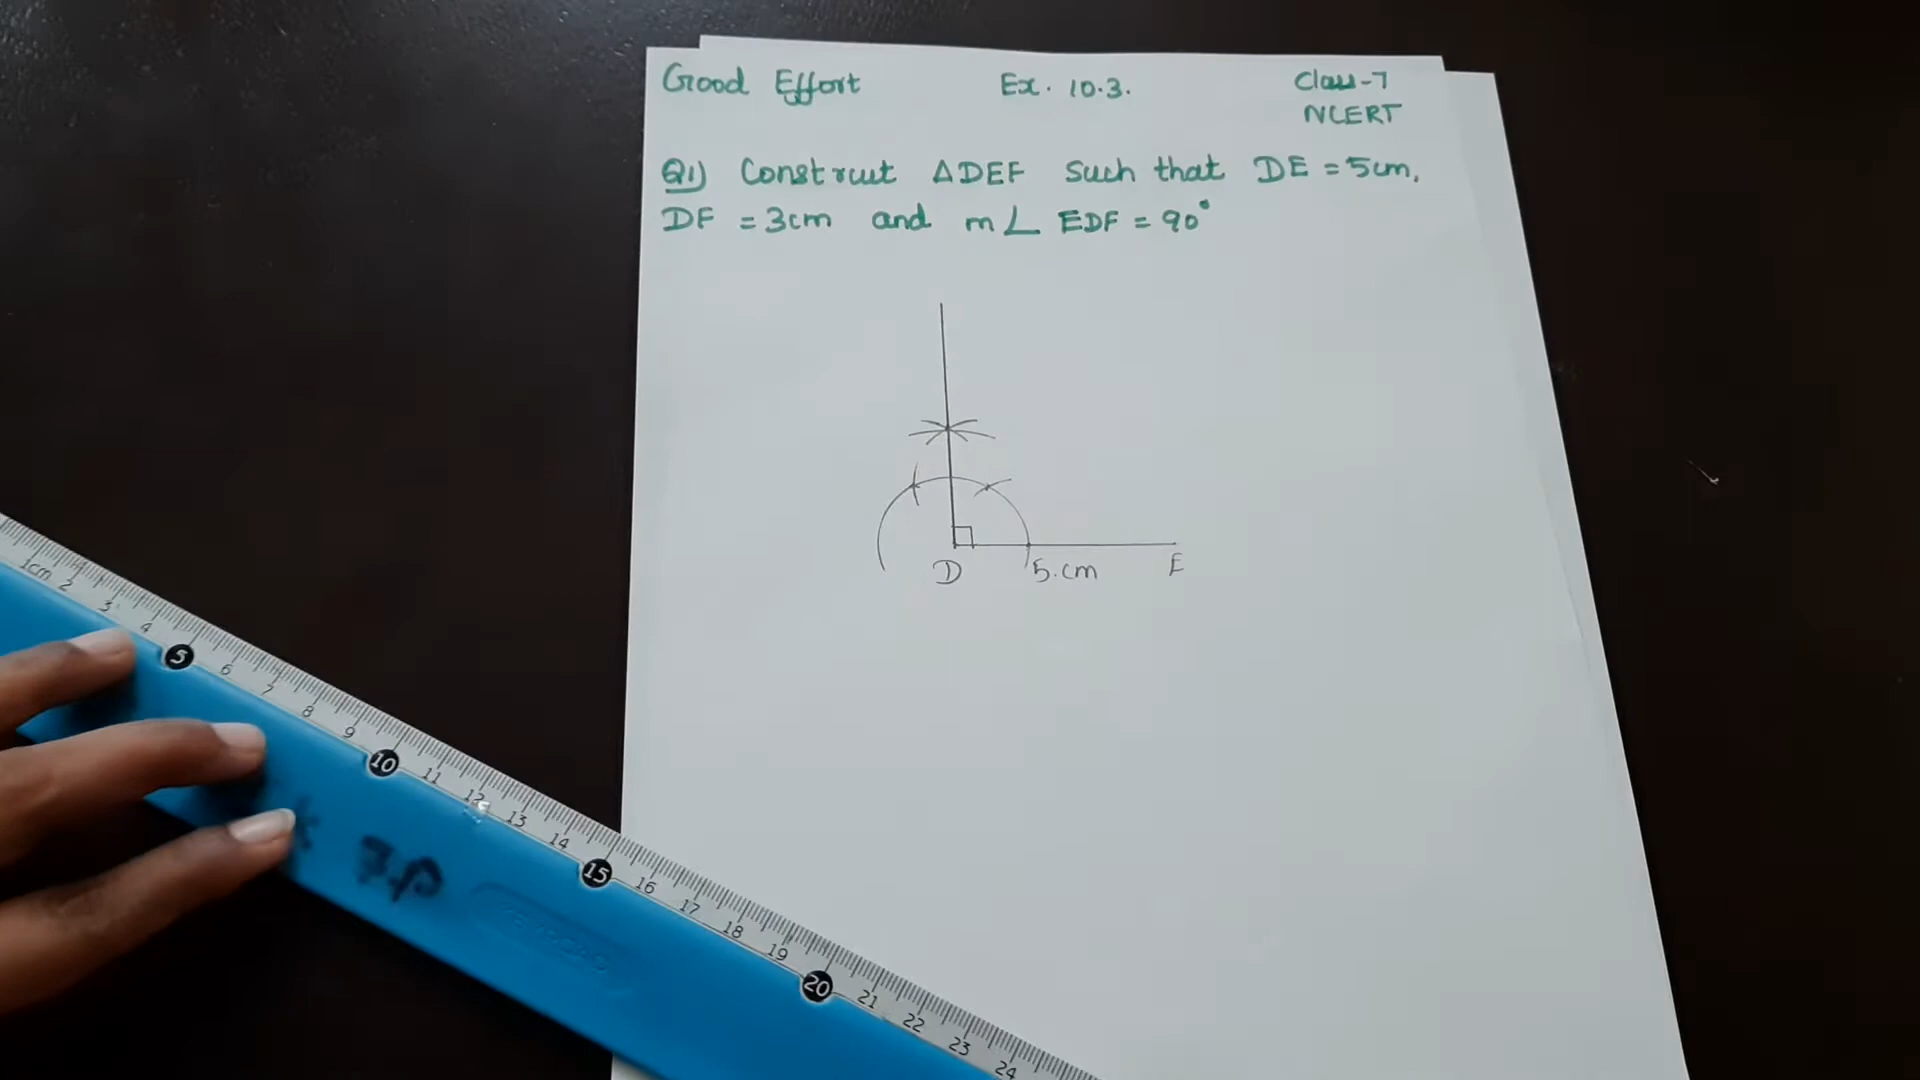 Good Effort Ex. 10.3. Class-7
NCERT
Q1) Construct ΔDEF such that DE = 5cm,
DF = 3cm and m∠ EDF = 90°
D 5.cm E
1cm 2 3 4 5 6 7 8 9 10 11 12 13 14 15 16 17 18 19 20 21 22 23 24